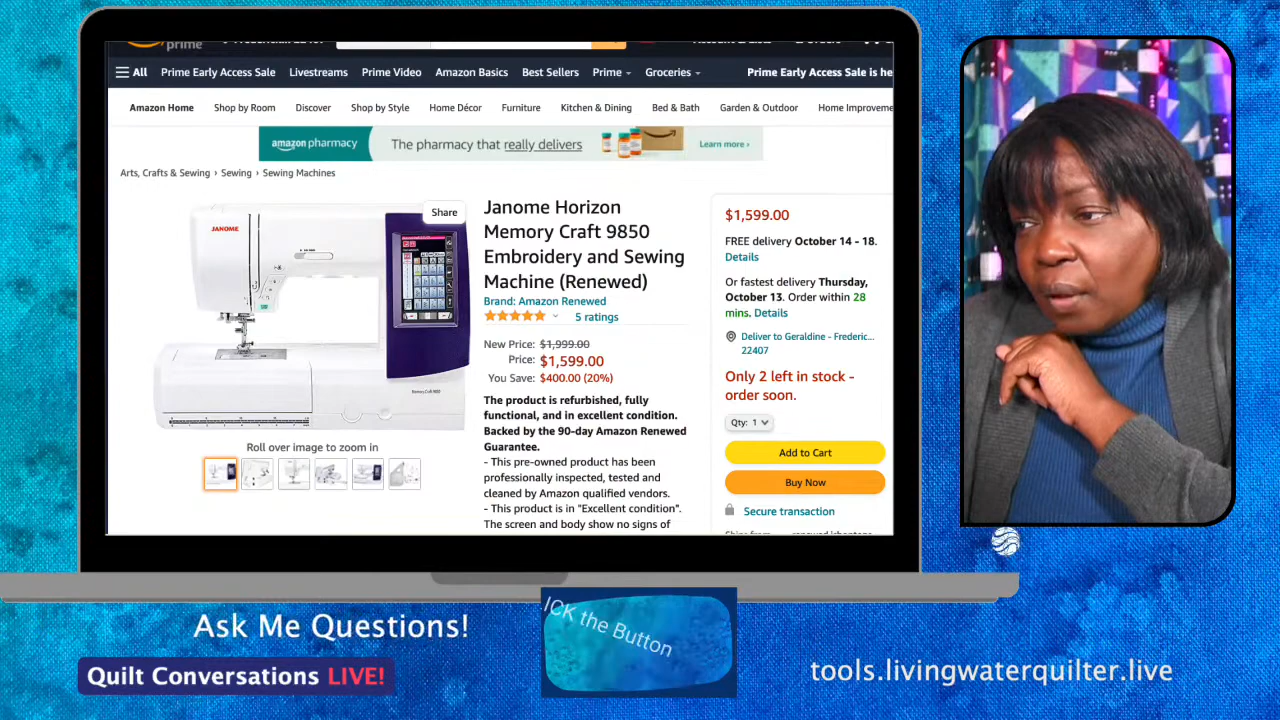 prime
All Prime Early Access Sale Livestreams Prime Video Amazon Basics Best Sellers Prime Groceries Prime Early Access Sale is he
Amazon Home Shop by Room Discover Shop by Style Home Décor Furniture Kitchen & Dining Bed & Bath Garden & Outdoor Home Improveme
amazon pharmacy The pharmacy that really delivers Learn more ›
Arts, Crafts & Sewing › Sewing › Sewing Machines
Share
JANOME
Memory Craft 9850
Roll over image to zoom in
Janome Horizon
Memory Craft 9850
Embroidery and Sewing
Machine (Renewed)
Brand: Amazon Renewed
5 ratings
New Price: $1,999.00
Price: $1,599.00
You Save: $400.00 (20%)
The product is refurbished, fully
functional, and in excellent condition.
Backed by the 90-day Amazon Renewed
Guarantee.
- This pre-owned product has been
professionally inspected, tested and
cleaned by Amazon qualified vendors.
- This product is in "Excellent condition".
The screen and body show no signs of
$1,599.00
FREE delivery October 14 - 18.
Details
Or fastest delivery Thursday,
October 13. Order within 28
mins. Details
Deliver to Geraldine - Frederic...
22407
Only 2 left in stock -
order soon.
Qty: 1
Add to Cart
Buy Now
Secure transaction
Ask Me Questions!
Quilt Conversations LIVE!
ICK the Button
tools.livingwaterquilter.live